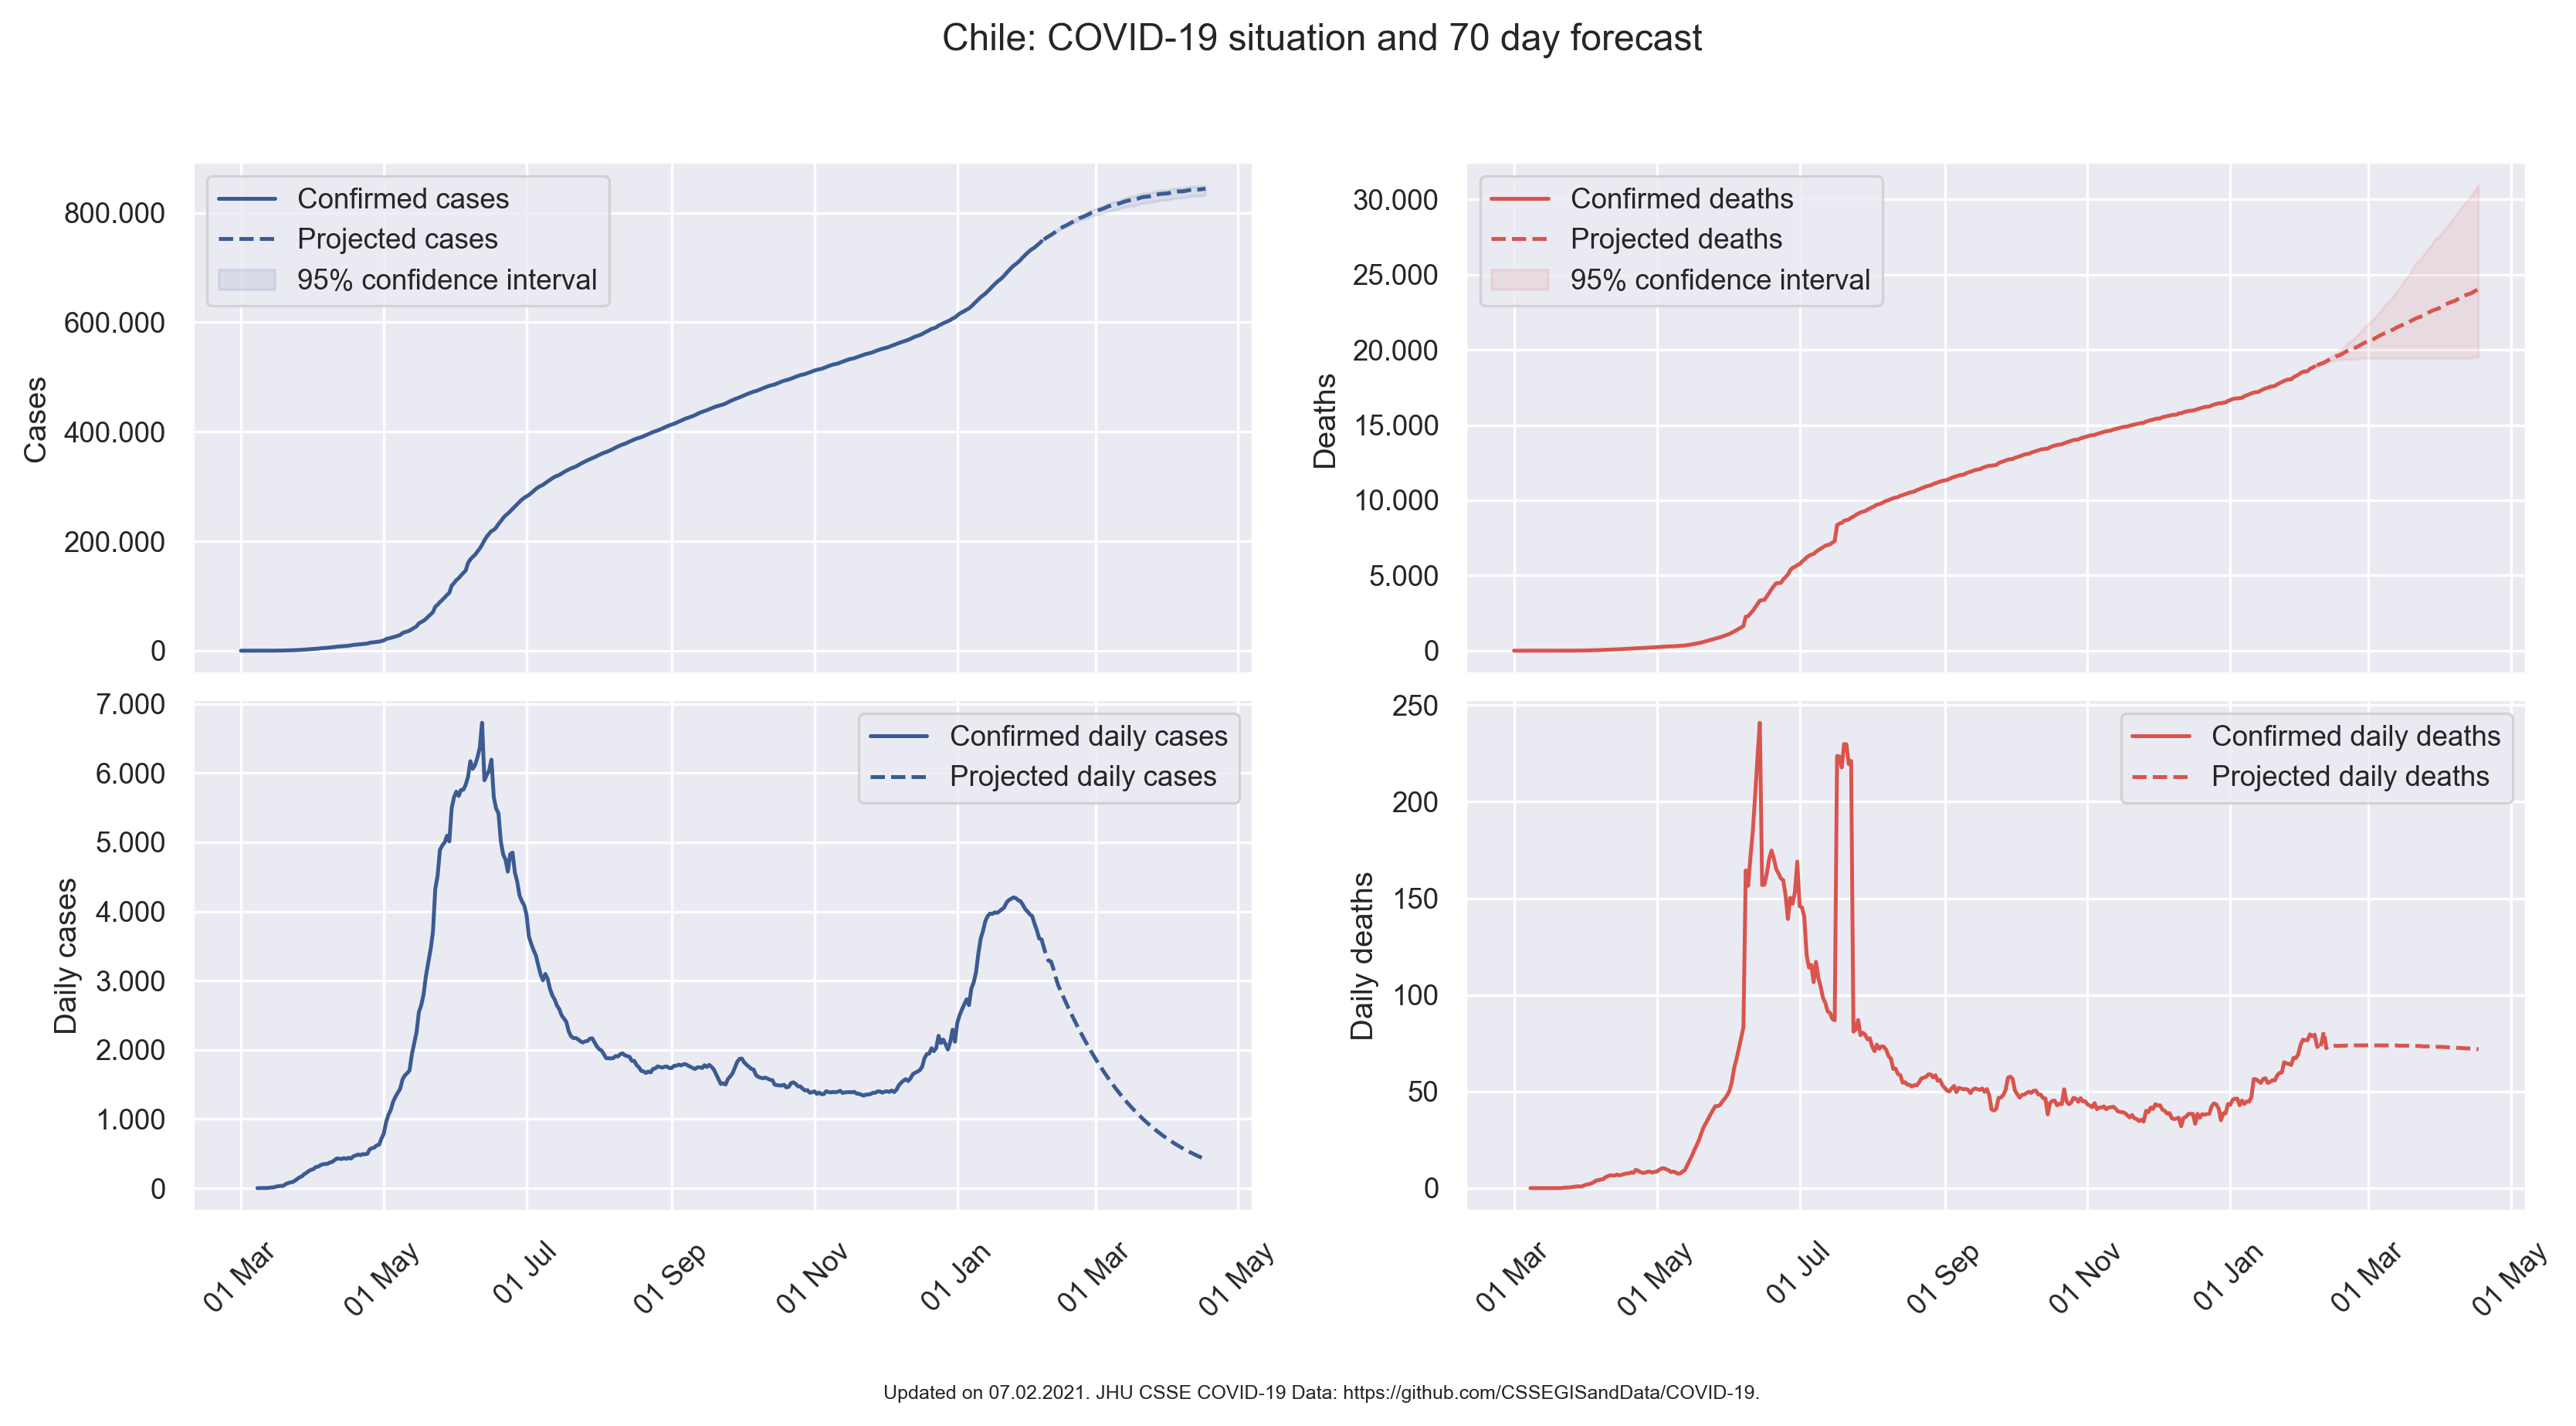 Chile: COVID-19 situation and 70 day forecast
Confirmed cases
Projected cases
95% confidence interval
Cases
800.000
600.000
400.000
200.000
0
Confirmed deaths
Projected deaths
95% confidence interval
Deaths
30.000
25.000
20.000
15.000
10.000
5.000
0
Confirmed daily cases
Projected daily cases
Daily cases
7.000
6.000
5.000
4.000
3.000
2.000
1.000
0
01 Mar
01 May
01 Jul
01 Sep
01 Nov
01 Jan
01 Mar
01 May
Confirmed daily deaths
Projected daily deaths
Daily deaths
250
200
150
100
50
0
01 Mar
01 May
01 Jul
01 Sep
01 Nov
01 Jan
01 Mar
01 May
Updated on 07.02.2021. JHU CSSE COVID-19 Data: https://github.com/CSSEGISandData/COVID-19.